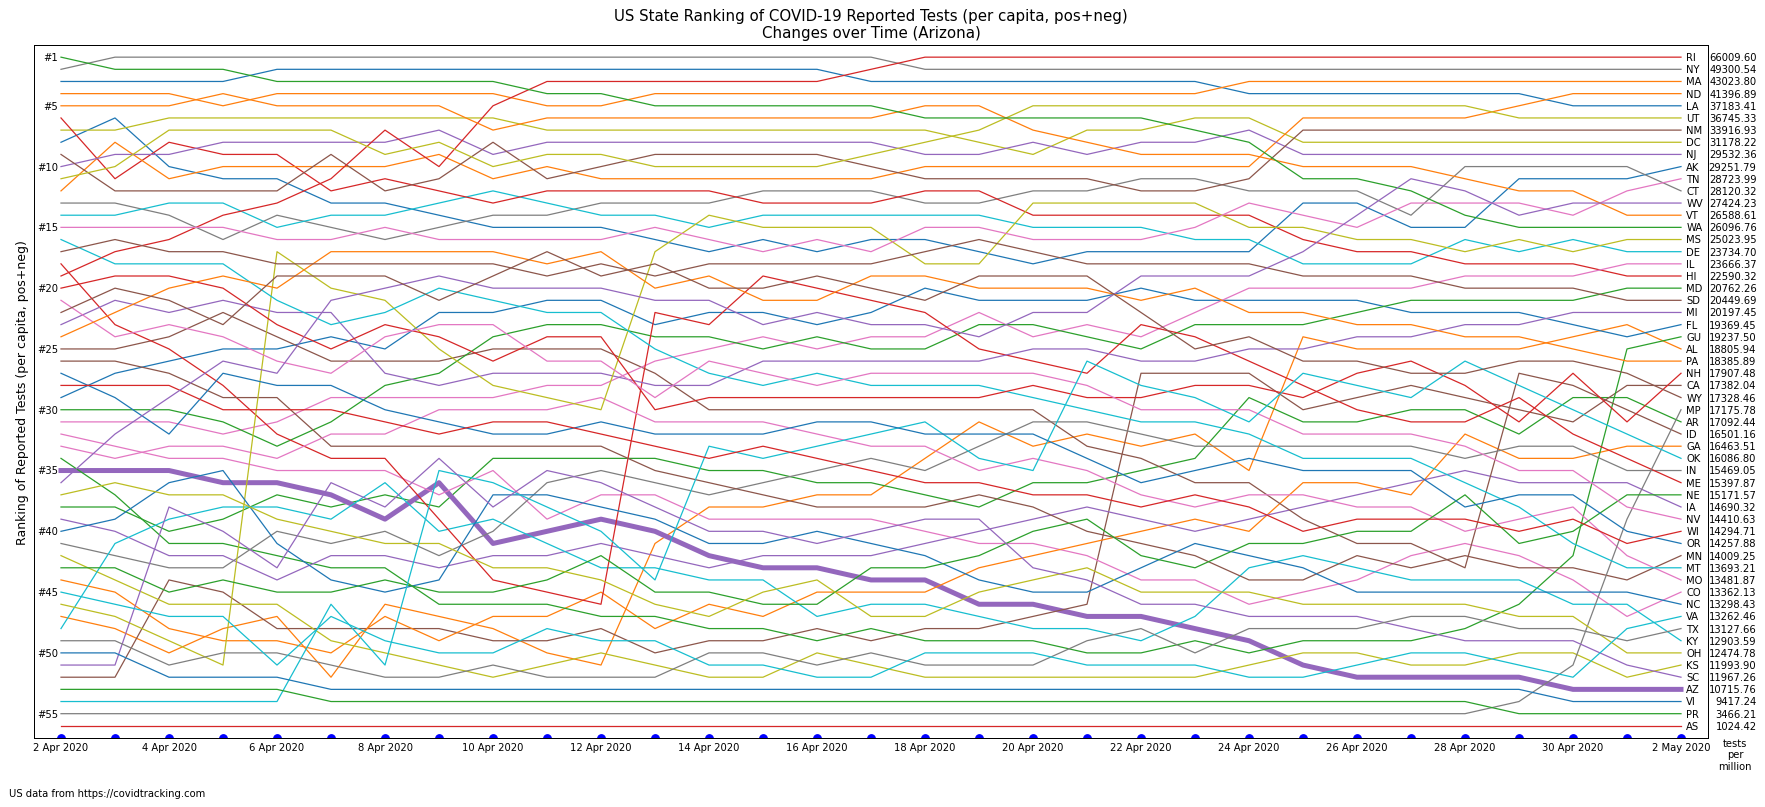 US State Ranking of COVID-19 Reported Tests (per capita, pos+neg)
Changes over Time (Arizona)
Ranking of Reported Tests (per capita, pos+neg)
#1
#5
#10
#15
#20
#25
#30
#35
#40
#45
#50
#55
RI 66009.60
NY 49300.54
MA 43023.80
ND 41396.89
LA 37183.41
UT 36745.33
NM 33916.93
DC 31178.22
NJ 29532.36
AK 29251.79
TN 28723.99
CT 28120.32
WV 27424.23
VT 26588.61
WA 26096.76
MS 25023.95
DE 23734.70
IL 23666.37
HI 22590.32
MD 20762.26
SD 20449.69
MI 20197.45
FL 19369.45
GU 19237.50
AL 18805.94
PA 18385.89
NH 17907.48
CA 17382.04
WY 17328.46
MP 17175.78
AR 17092.44
ID 16501.16
GA 16463.51
OK 16086.80
IN 15469.05
ME 15397.87
NE 15171.57
IA 14690.32
NV 14410.63
WI 14294.71
OR 14257.88
MN 14009.25
MT 13693.21
MO 13481.87
CO 13362.13
NC 13298.43
VA 13262.46
TX 13127.66
KY 12903.59
OH 12474.78
KS 11993.90
SC 11967.26
AZ 10715.76
VI 9417.24
PR 3466.21
AS 1024.42
2 Apr 2020 4 Apr 2020 6 Apr 2020 8 Apr 2020 10 Apr 2020 12 Apr 2020 14 Apr 2020 16 Apr 2020 18 Apr 2020 20 Apr 2020 22 Apr 2020 24 Apr 2020 26 Apr 2020 28 Apr 2020 30 Apr 2020 2 May 2020
tests
per
million
US data from https://covidtracking.com